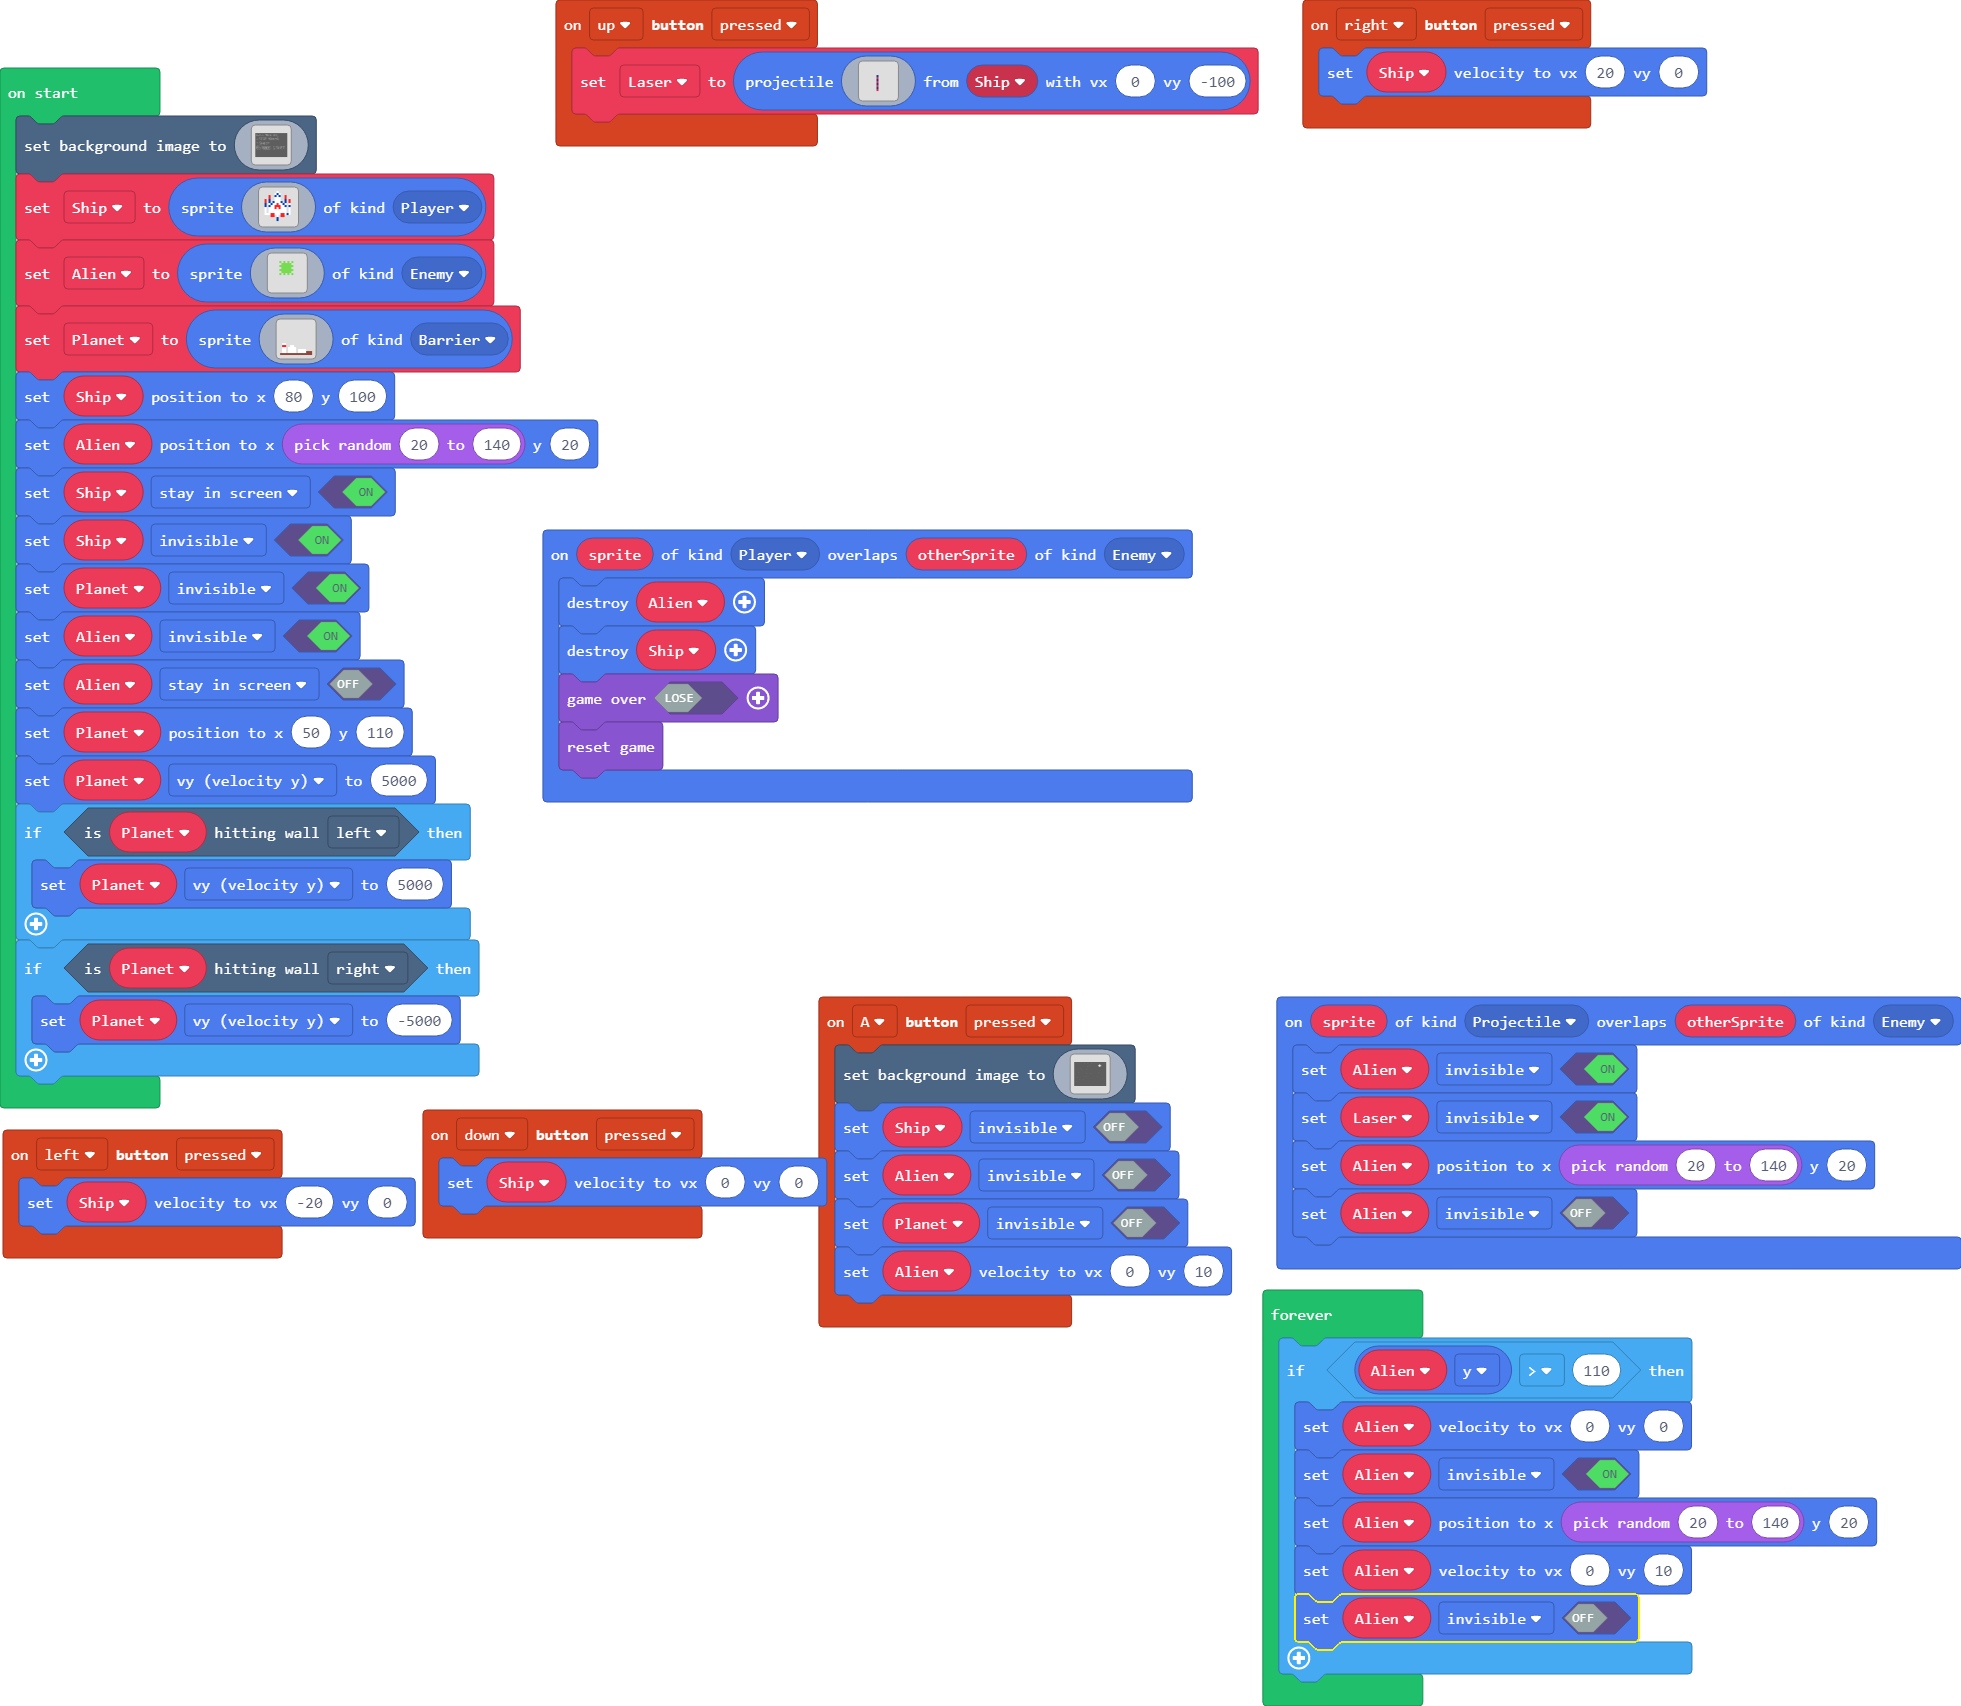 on start
set background image to
set Ship to sprite of kind Player
set Alien to sprite of kind Enemy
set Planet to sprite of kind Barrier
set Ship position to x 80 y 100
set Alien position to x pick random 20 to 140 y 20
set Ship stay in screen ON
set Ship invisible ON
set Planet invisible ON
set Alien invisible ON
set Alien stay in screen OFF
set Planet position to x 50 y 110
set Planet vy (velocity y) to 5000
if is Planet hitting wall left then
set Planet vy (velocity y) to 5000
if is Planet hitting wall right then
set Planet vy (velocity y) to -5000
on up button pressed
set Laser to projectile from Ship with vx 0 vy -100
on right button pressed
set Ship velocity to vx 20 vy 0
on sprite of kind Player overlaps otherSprite of kind Enemy
destroy Alien
destroy Ship
game over LOSE
reset game
on left button pressed
set Ship velocity to vx -20 vy 0
on down button pressed
set Ship velocity to vx 0 vy 0
on A button pressed
set background image to
set Ship invisible OFF
set Alien invisible OFF
set Planet invisible OFF
set Alien velocity to vx 0 vy 10
on sprite of kind Projectile overlaps otherSprite of kind Enemy
set Alien invisible ON
set Laser invisible ON
set Alien position to x pick random 20 to 140 y 20
set Alien invisible OFF
forever
if Alien y > 110 then
set Alien velocity to vx 0 vy 0
set Alien invisible ON
set Alien position to x pick random 20 to 140 y 20
set Alien velocity to vx 0 vy 10
set Alien invisible OFF